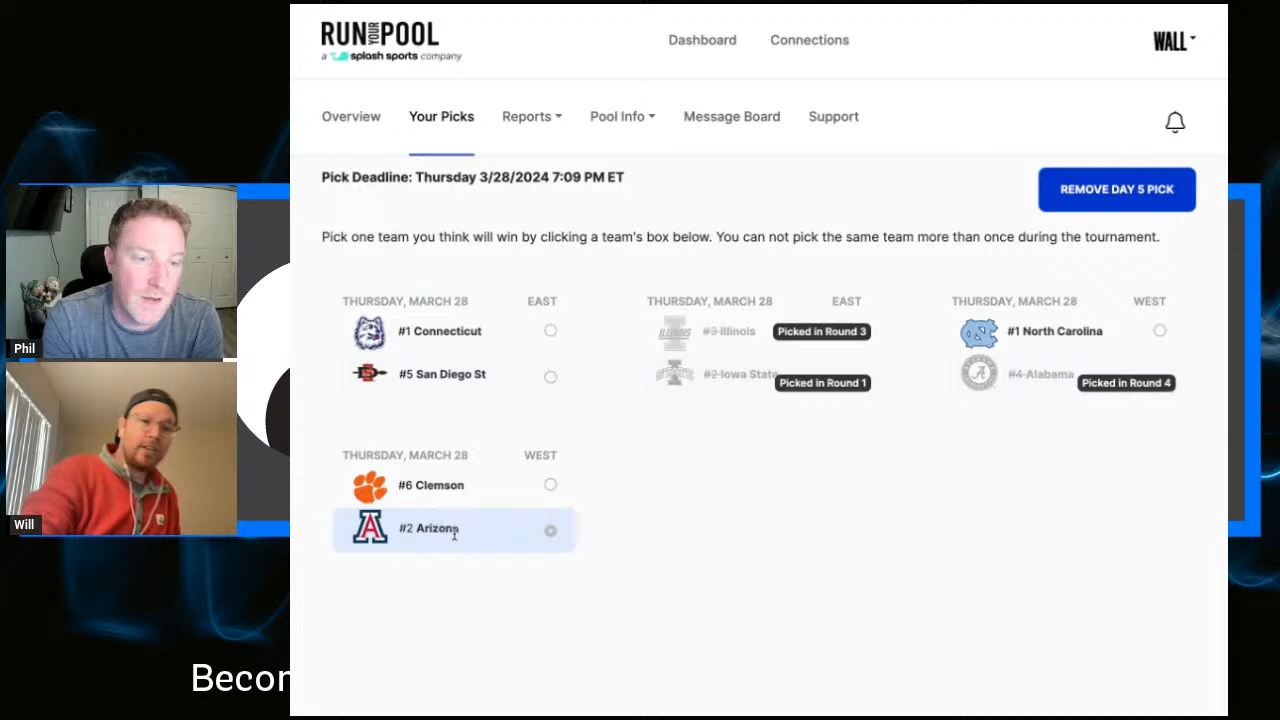 RUN YOUR POOL
a splash sports company
Dashboard
Connections
WALL
Overview
Your Picks
Reports
Pool Info
Message Board
Support
Pick Deadline: Thursday 3/28/2024 7:09 PM ET
REMOVE DAY 5 PICK
Pick one team you think will win by clicking a team's box below. You can not pick the same team more than once during the tournament.
THURSDAY, MARCH 28 EAST
#1 Connecticut
#5 San Diego St
THURSDAY, MARCH 28 EAST
ILLINOIS
#3 Illinois Picked in Round 3
STATE
#2 Iowa State Picked in Round 1
THURSDAY, MARCH 28 WEST
#1 North Carolina
#4 Alabama Picked in Round 4
THURSDAY, MARCH 28 WEST
#6 Clemson
A #2 Arizona
Phil
Will
Becon